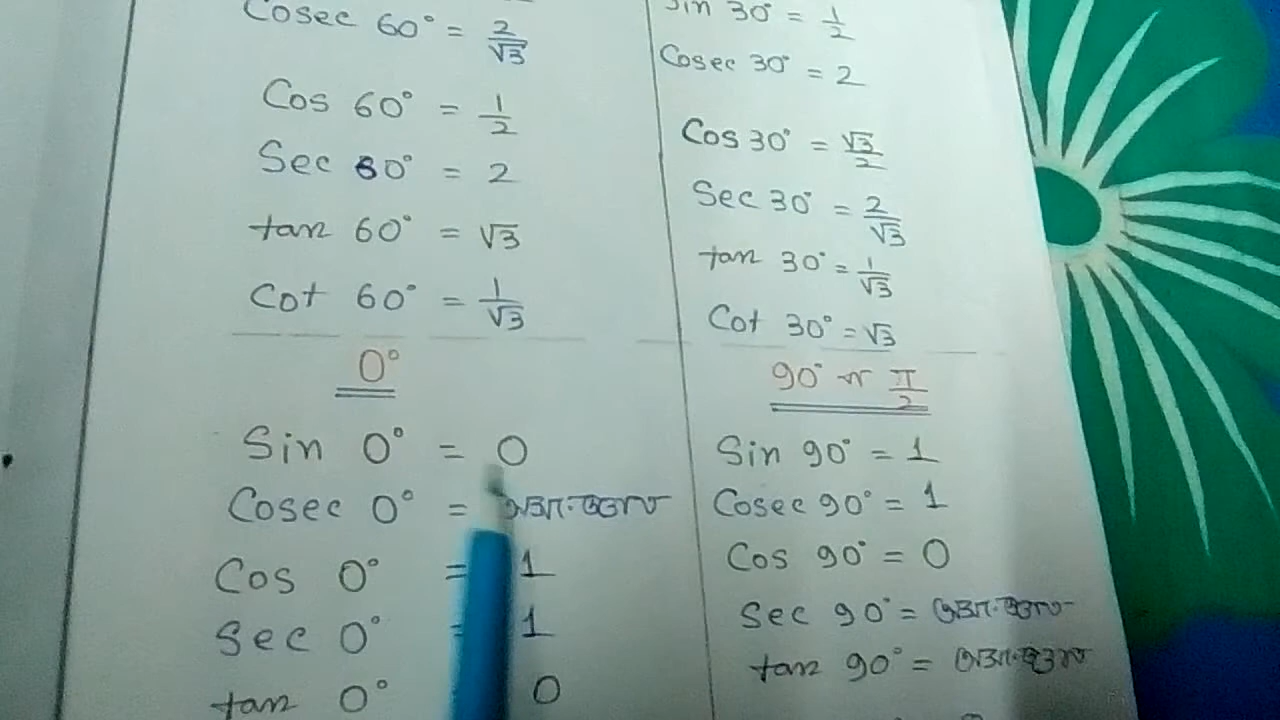 Cosec 60° = 2/√3
Cos 60° = 1/2
Sec 60° = 2
tan 60° = √3
Cot 60° = 1/√3
Sin 30° = 1/2
Cosec 30° = 2
Cos 30° = √3/2
Sec 30° = 2/√3
tan 30° = 1/√3
Cot 30° = √3
0°
Sin 0° = 0
Cosec 0° =
Cos 0° = 1
Sec 0° = 1
tan 0° 0
90° বা π/2
Sin 90° = 1
Cosec 90° = 1
Cos 90° = 0
Sec 90° =
tan 90° =